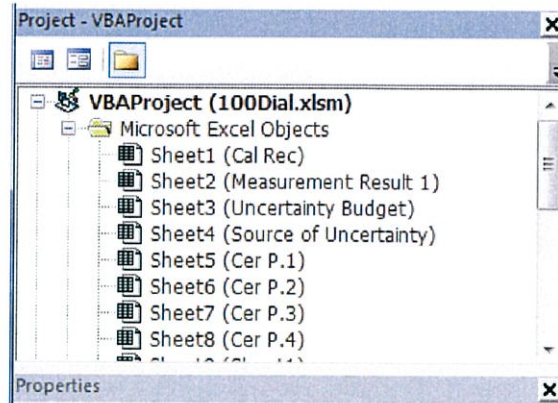 Project - VBAProject
VBAProject (100Dial.xlsm)
Microsoft Excel Objects
Sheet1 (Cal Rec)
Sheet2 (Measurement Result 1)
Sheet3 (Uncertainty Budget)
Sheet4 (Source of Uncertainty)
Sheet5 (Cer P.1)
Sheet6 (Cer P.2)
Sheet7 (Cer P.3)
Sheet8 (Cer P.4)
Properties